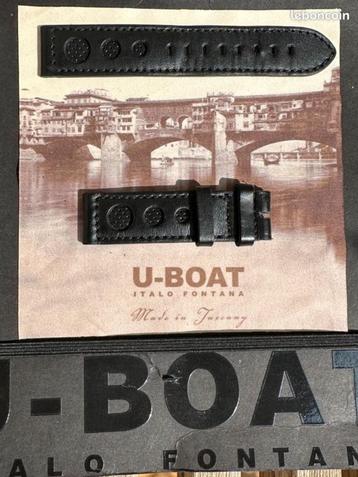 leboncoin
U-BOAT
ITALO FONTANA
Made in Tuscany
U-BOAT
ITALO FONTANA